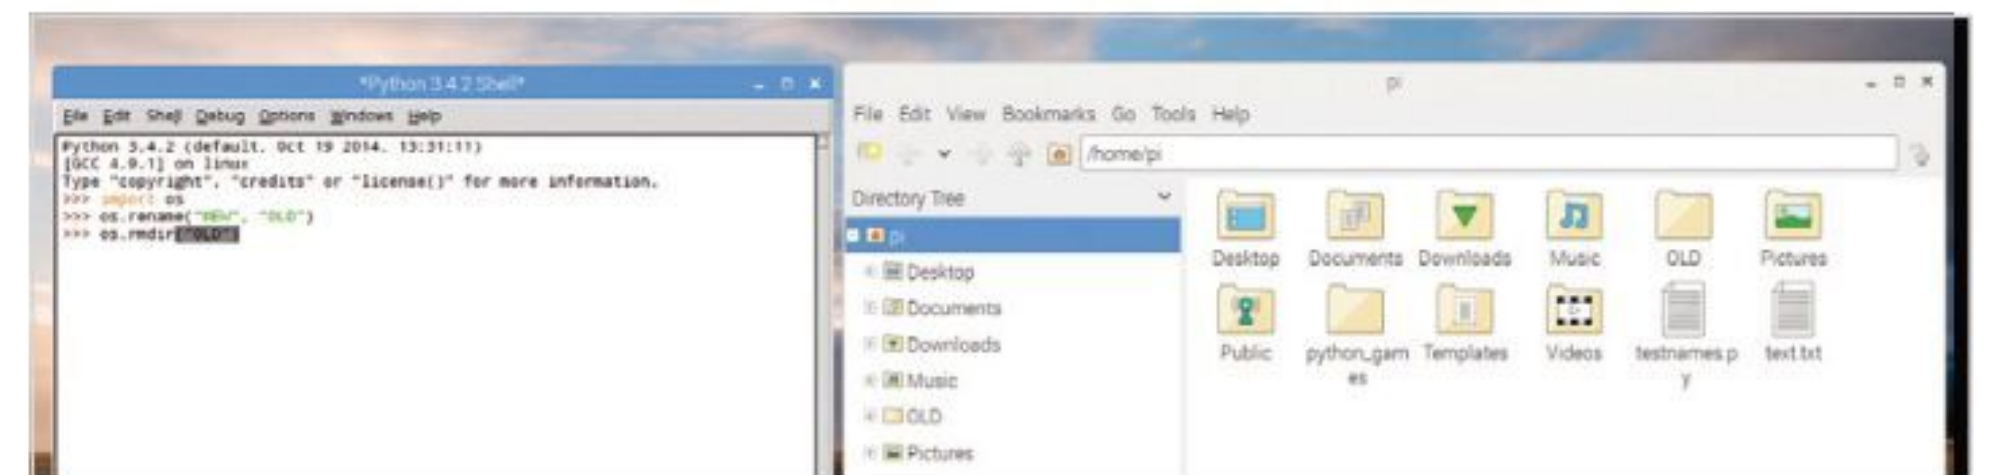 *Python 3.4.2 Shell*
File Edit Shell Debug Options Windows Help
Python 3.4.2 (default, Oct 19 2014, 13:31:11)
[GCC 4.9.1] on linux
Type "copyright", "credits" or "license()" for more information.
>>> import os
>>> os.rename("NEW", "OLD")
>>> os.rmdir("OLD")
pi
File Edit View Bookmarks Go Tools Help
/home/pi
Directory Tree
pi
Desktop
Documents
Downloads
Music
OLD
Pictures
Desktop Documents Downloads Music OLD Pictures
Public python_gam Templates Videos testnames.p text.txt
es y